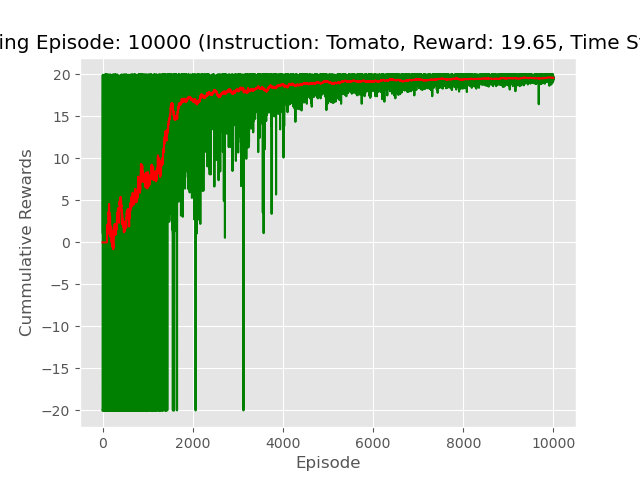 ing Episode: 10000 (Instruction: Tomato, Reward: 19.65, Time S
20
15
10
5
0
−5
−10
−15
−20
Cummulative Rewards
0 2000 4000 6000 8000 10000
Episode